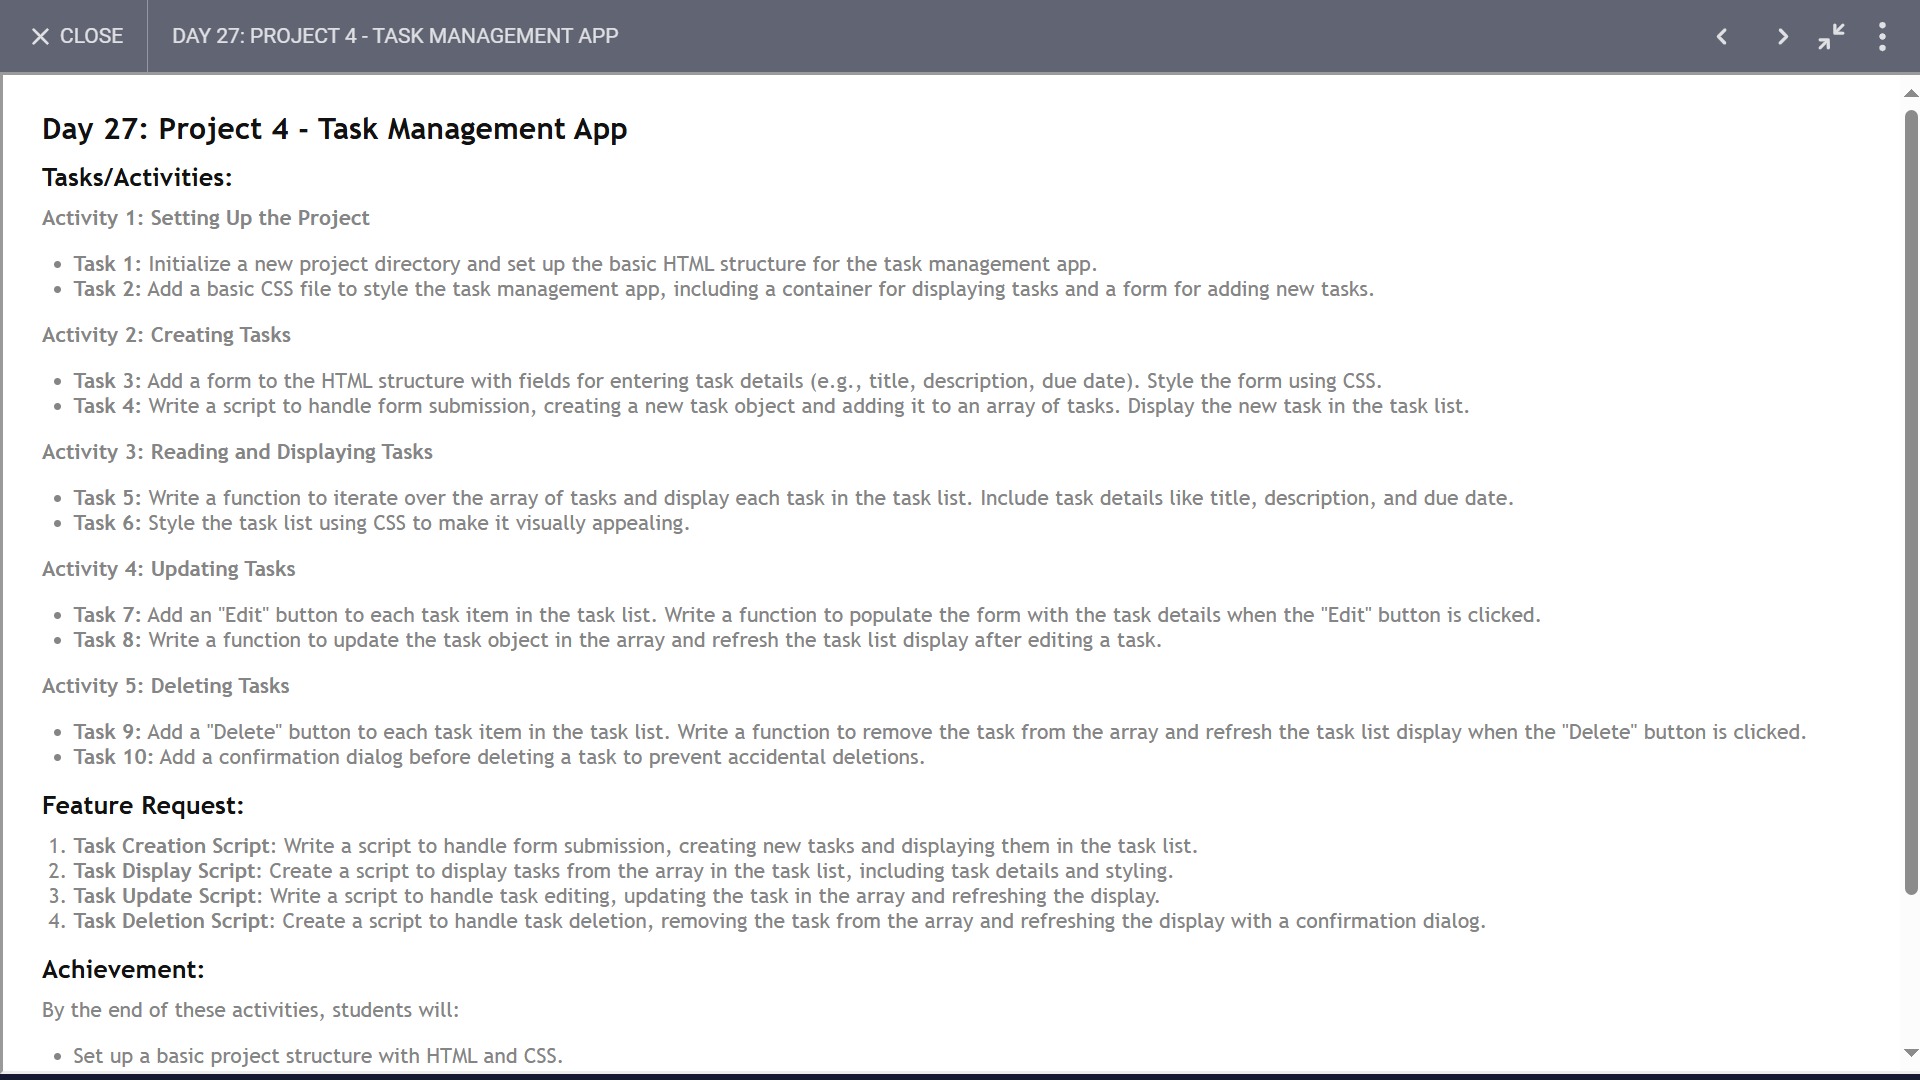 CLOSE
DAY 27: PROJECT 4 - TASK MANAGEMENT APP
Day 27: Project 4 - Task Management App
Tasks/Activities:
Activity 1: Setting Up the Project
• Task 1: Initialize a new project directory and set up the basic HTML structure for the task management app.
• Task 2: Add a basic CSS file to style the task management app, including a container for displaying tasks and a form for adding new tasks.
Activity 2: Creating Tasks
• Task 3: Add a form to the HTML structure with fields for entering task details (e.g., title, description, due date). Style the form using CSS.
• Task 4: Write a script to handle form submission, creating a new task object and adding it to an array of tasks. Display the new task in the task list.
Activity 3: Reading and Displaying Tasks
• Task 5: Write a function to iterate over the array of tasks and display each task in the task list. Include task details like title, description, and due date.
• Task 6: Style the task list using CSS to make it visually appealing.
Activity 4: Updating Tasks
• Task 7: Add an "Edit" button to each task item in the task list. Write a function to populate the form with the task details when the "Edit" button is clicked.
• Task 8: Write a function to update the task object in the array and refresh the task list display after editing a task.
Activity 5: Deleting Tasks
• Task 9: Add a "Delete" button to each task item in the task list. Write a function to remove the task from the array and refresh the task list display when the "Delete" button is clicked.
• Task 10: Add a confirmation dialog before deleting a task to prevent accidental deletions.
Feature Request:
1. Task Creation Script: Write a script to handle form submission, creating new tasks and displaying them in the task list.
2. Task Display Script: Create a script to display tasks from the array in the task list, including task details and styling.
3. Task Update Script: Write a script to handle task editing, updating the task in the array and refreshing the display.
4. Task Deletion Script: Create a script to handle task deletion, removing the task from the array and refreshing the display with a confirmation dialog.
Achievement:
By the end of these activities, students will:
• Set up a basic project structure with HTML and CSS.